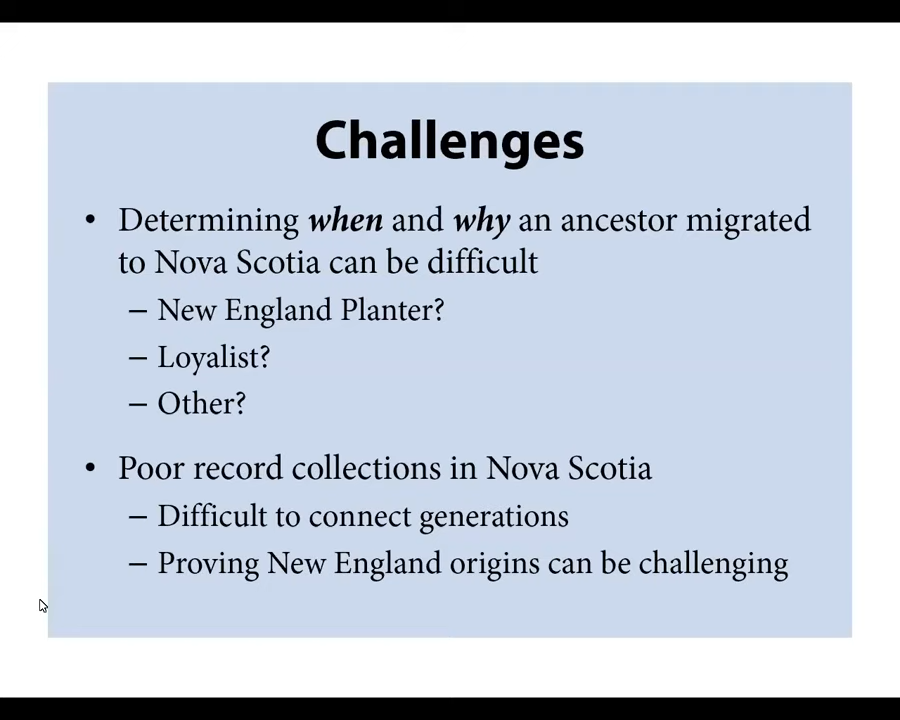 Challenges
• Determining when and why an ancestor migrated
to Nova Scotia can be difficult
– New England Planter?
– Loyalist?
– Other?
• Poor record collections in Nova Scotia
– Difficult to connect generations
– Proving New England origins can be challenging